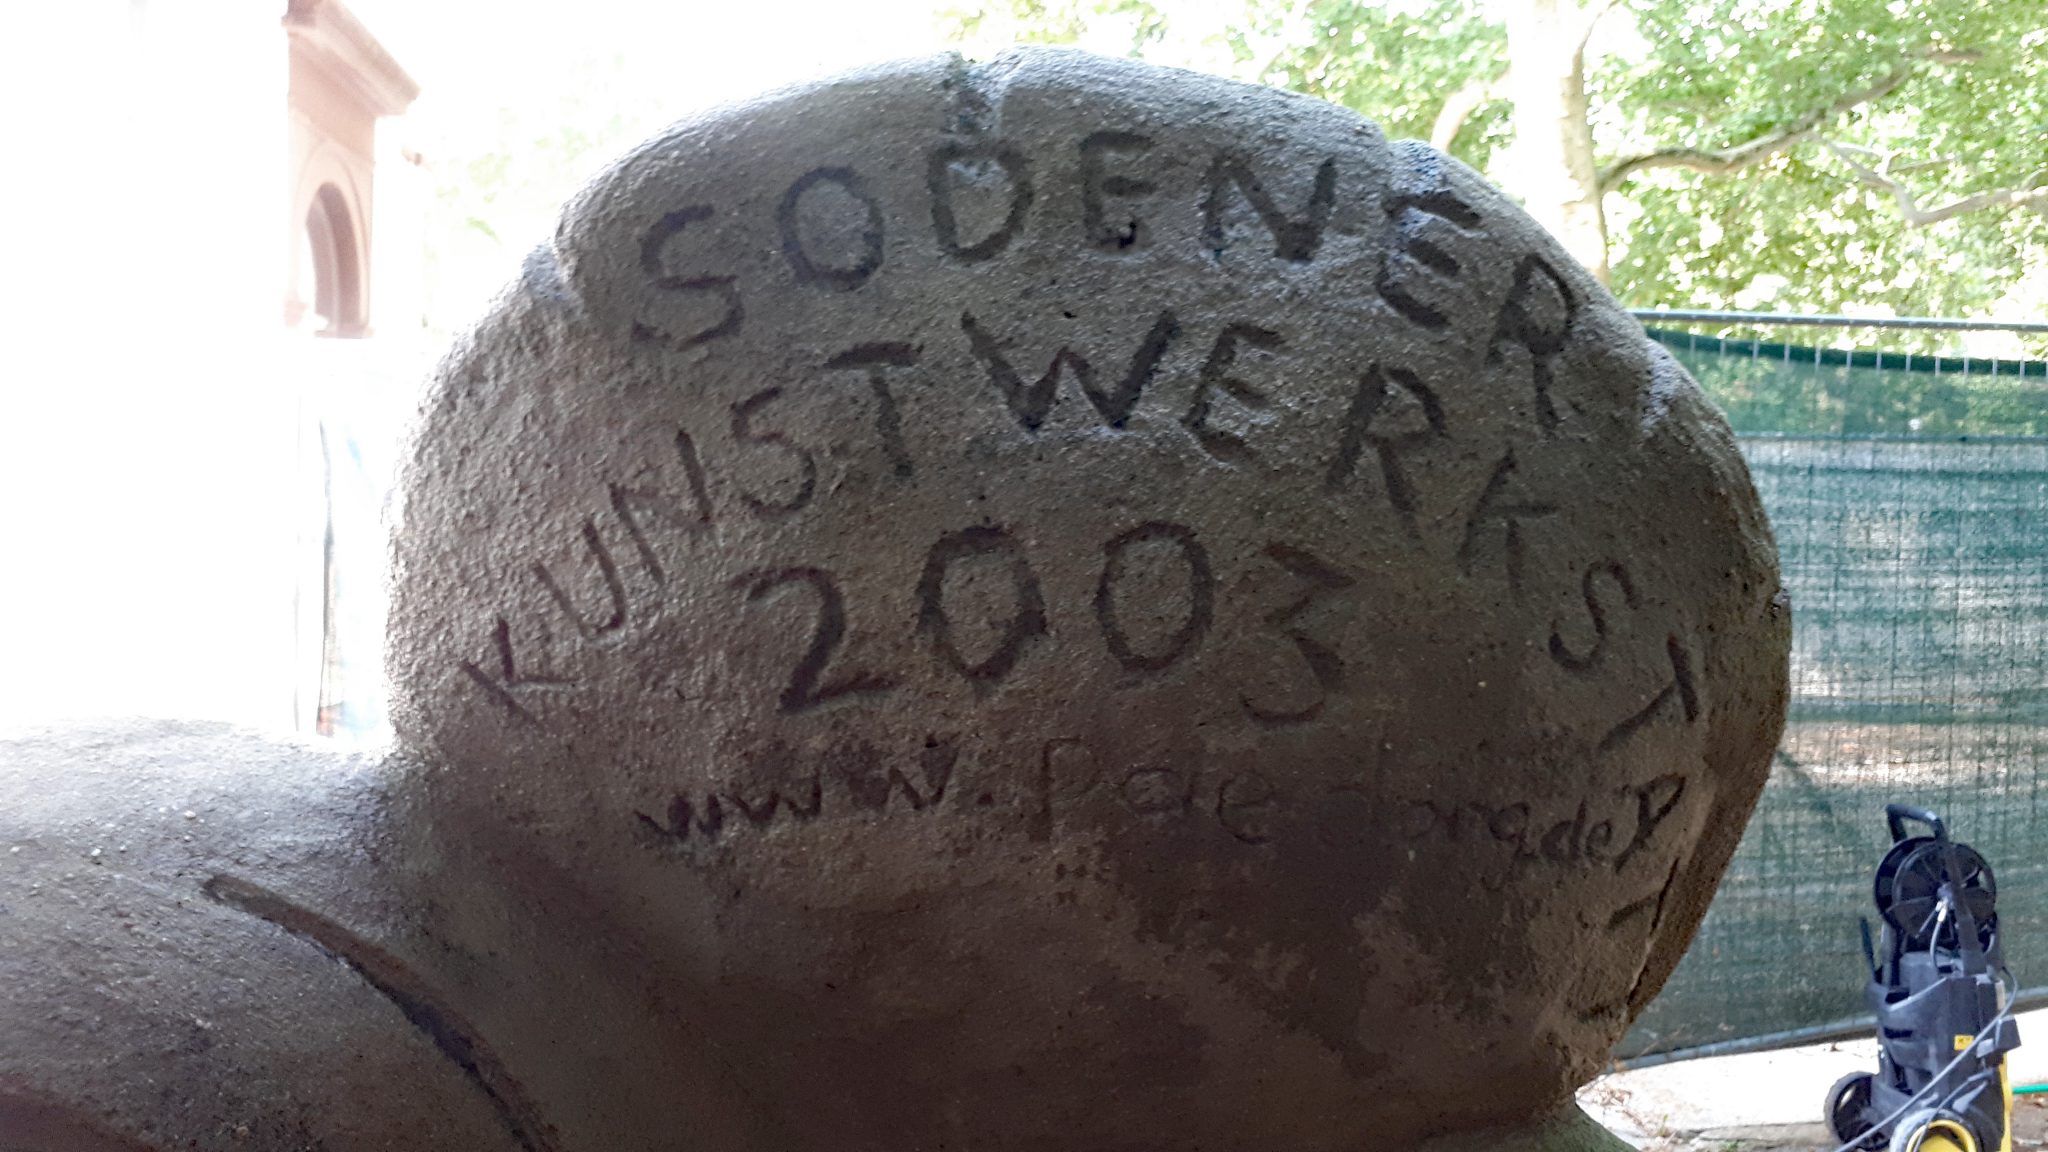 SODENER
KUNSTWERKSTATT
2003